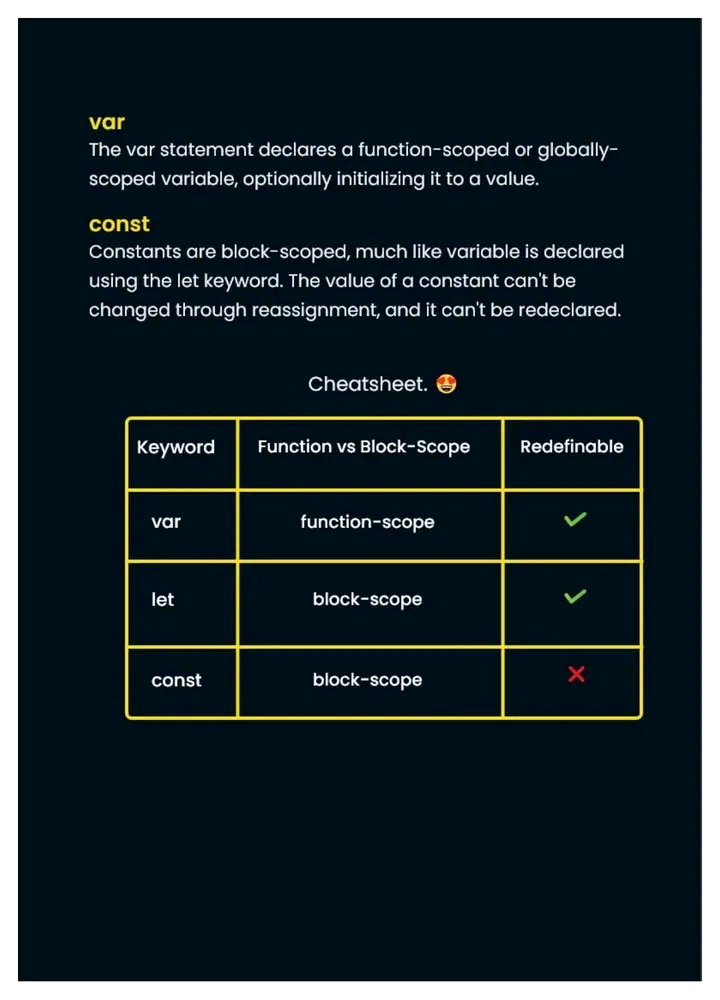 var
The var statement declares a function-scoped or globally-
scoped variable, optionally initializing it to a value.
const
Constants are block-scoped, much like variable is declared
using the let keyword. The value of a constant can't be
changed through reassignment, and it can't be redeclared.
Cheatsheet. 😍
Keyword Function vs Block-Scope Redefinable
var function-scope ✓
let block-scope ✓
const block-scope ✕